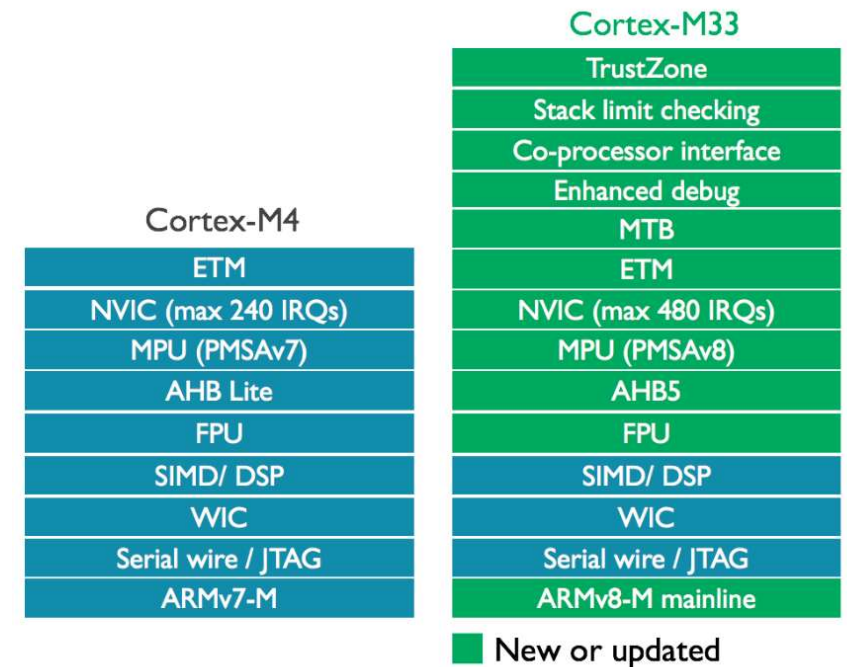 Cortex-M4
ETM
NVIC (max 240 IRQs)
MPU (PMSAv7)
AHB Lite
FPU
SIMD/ DSP
WIC
Serial wire / JTAG
ARMv7-M
Cortex-M33
TrustZone
Stack limit checking
Co-processor interface
Enhanced debug
MTB
ETM
NVIC (max 480 IRQs)
MPU (PMSAv8)
AHB5
FPU
SIMD/ DSP
WIC
Serial wire / JTAG
ARMv8-M mainline
New or updated